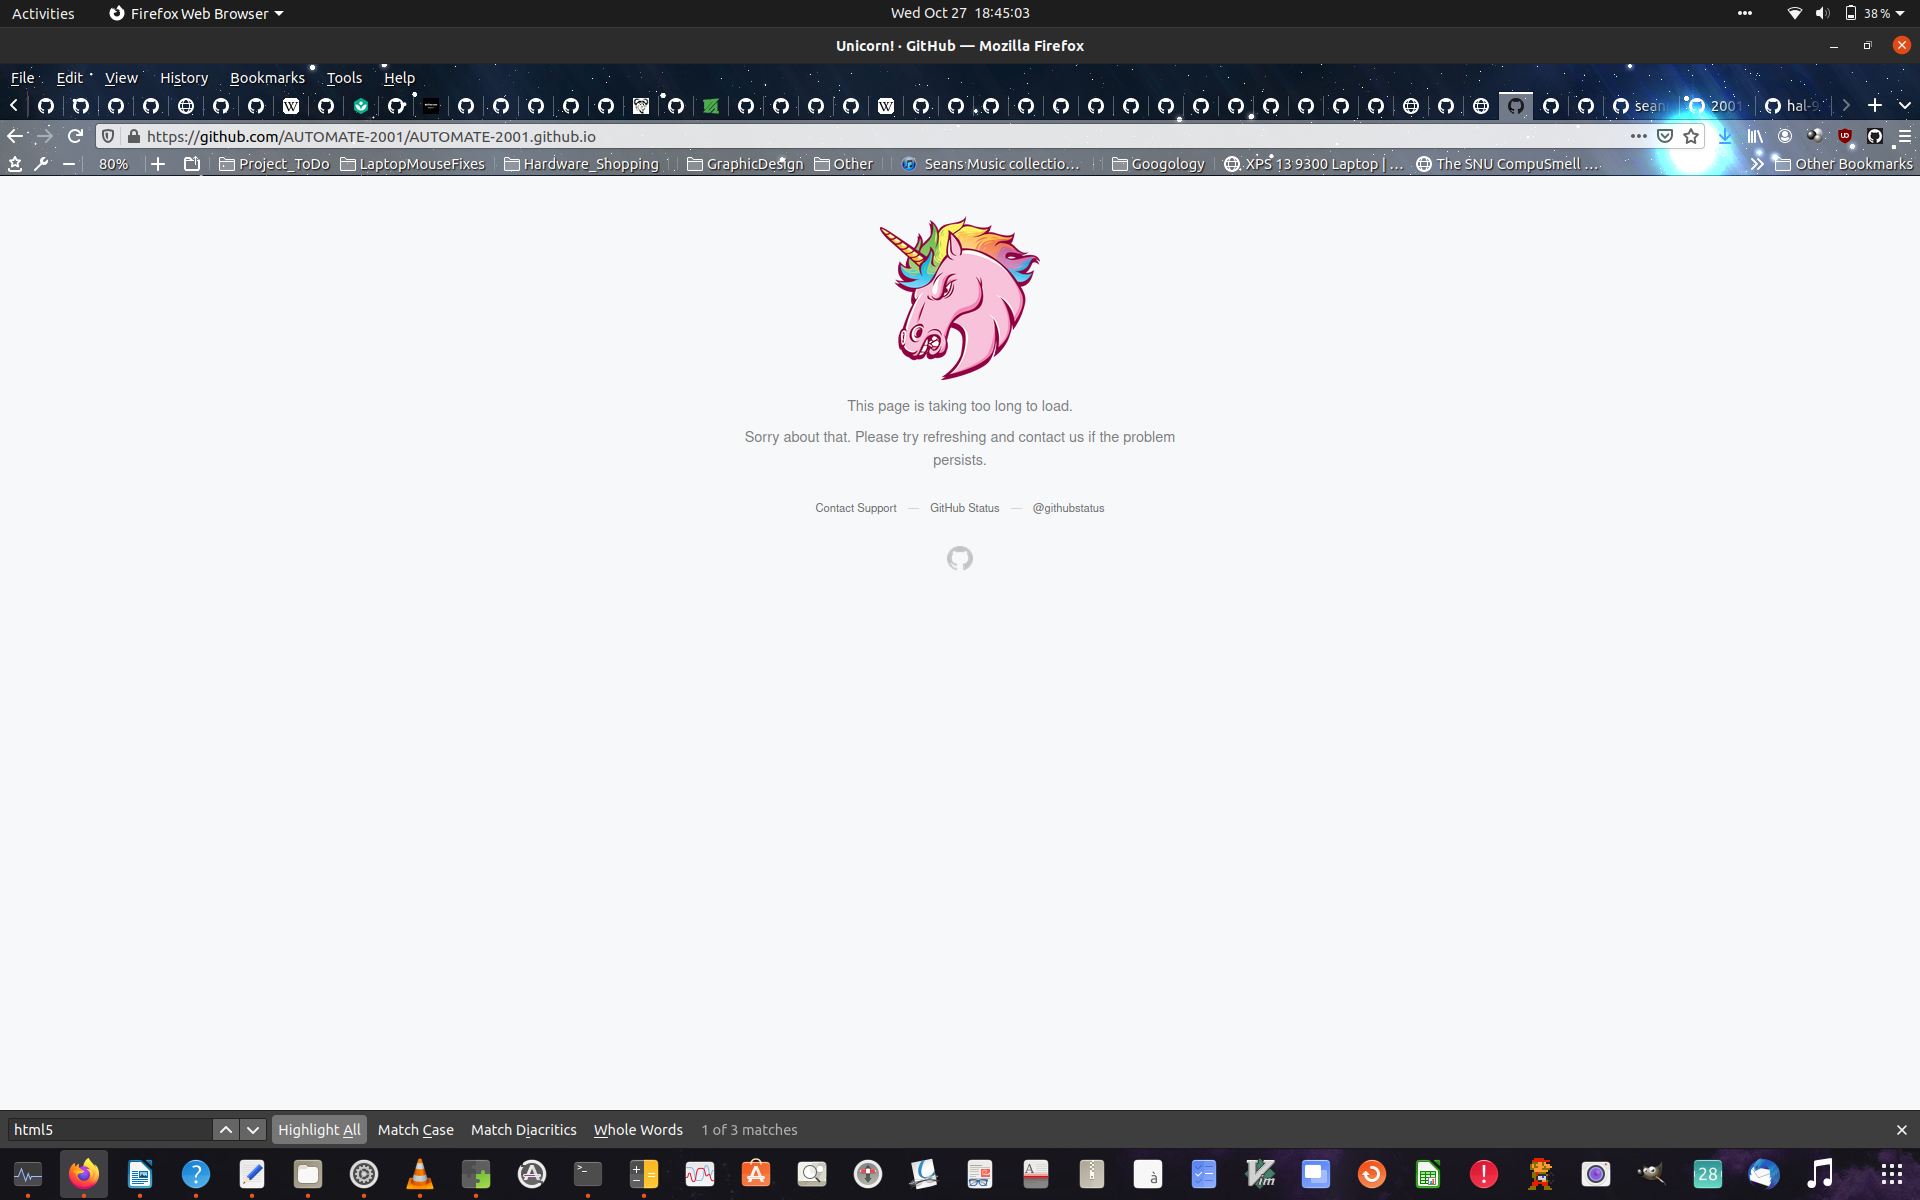 Activities Firefox Web Browser Wed Oct 27 18:45:03 38 %
Unicorn! · GitHub — Mozilla Firefox
File Edit View History Bookmarks Tools Help
sean 2001 hal-9
https://github.com/AUTOMATE-2001/AUTOMATE-2001.github.io
80% Project_ToDo LaptopMouseFixes Hardware_Shopping GraphicDesign Other Seans Music collectio… Googology XPS 13 9300 Laptop | … The SNU CompuSmell … Other Bookmarks
This page is taking too long to load.
Sorry about that. Please try refreshing and contact us if the problem
persists.
Contact Support — GitHub Status — @githubstatus
html5 Highlight All Match Case Match Diacritics Whole Words 1 of 3 matches
28